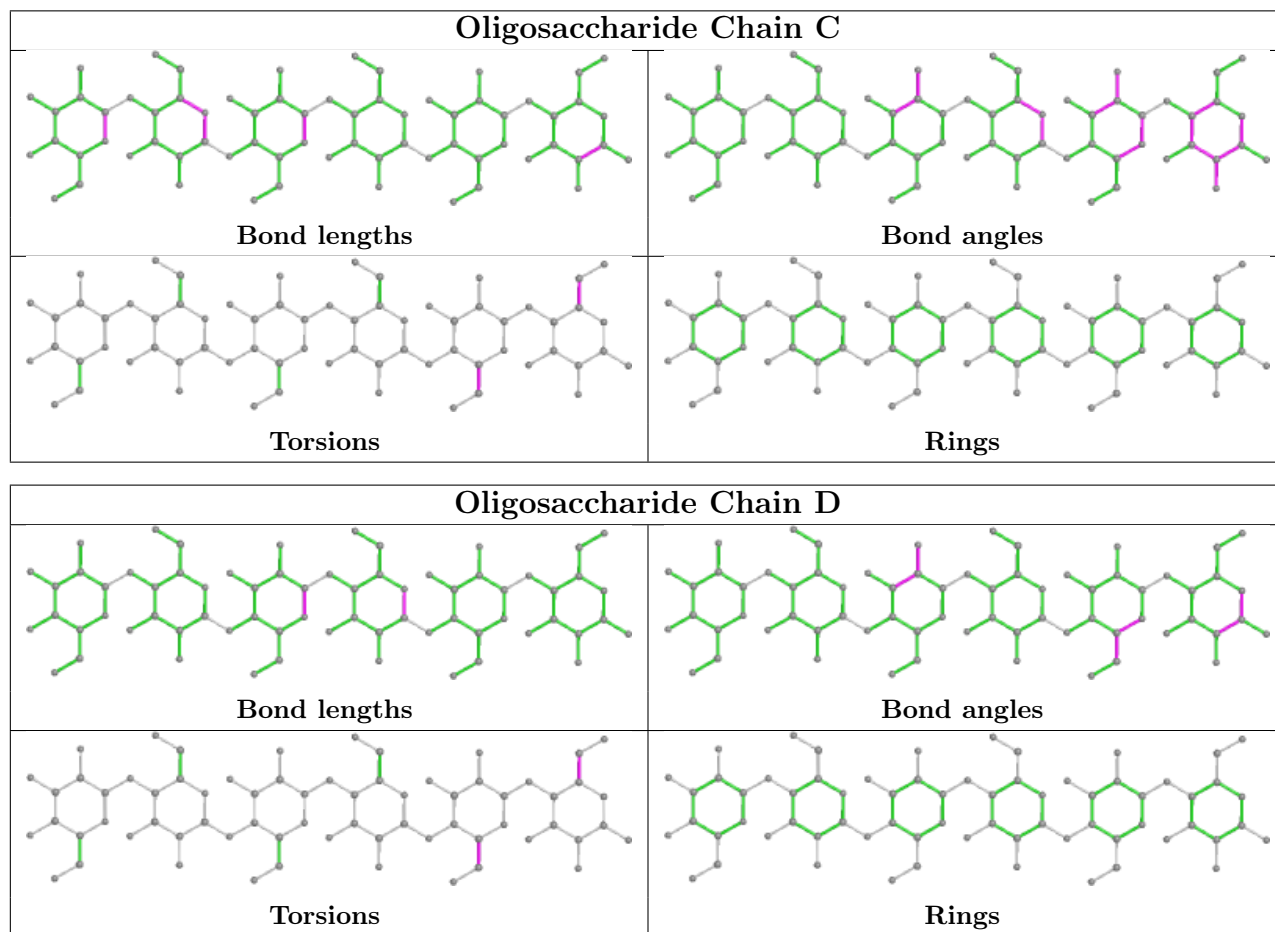 Oligosaccharide Chain C
Bond lengths
Bond angles
Torsions
Rings
Oligosaccharide Chain D
Bond lengths
Bond angles
Torsions
Rings